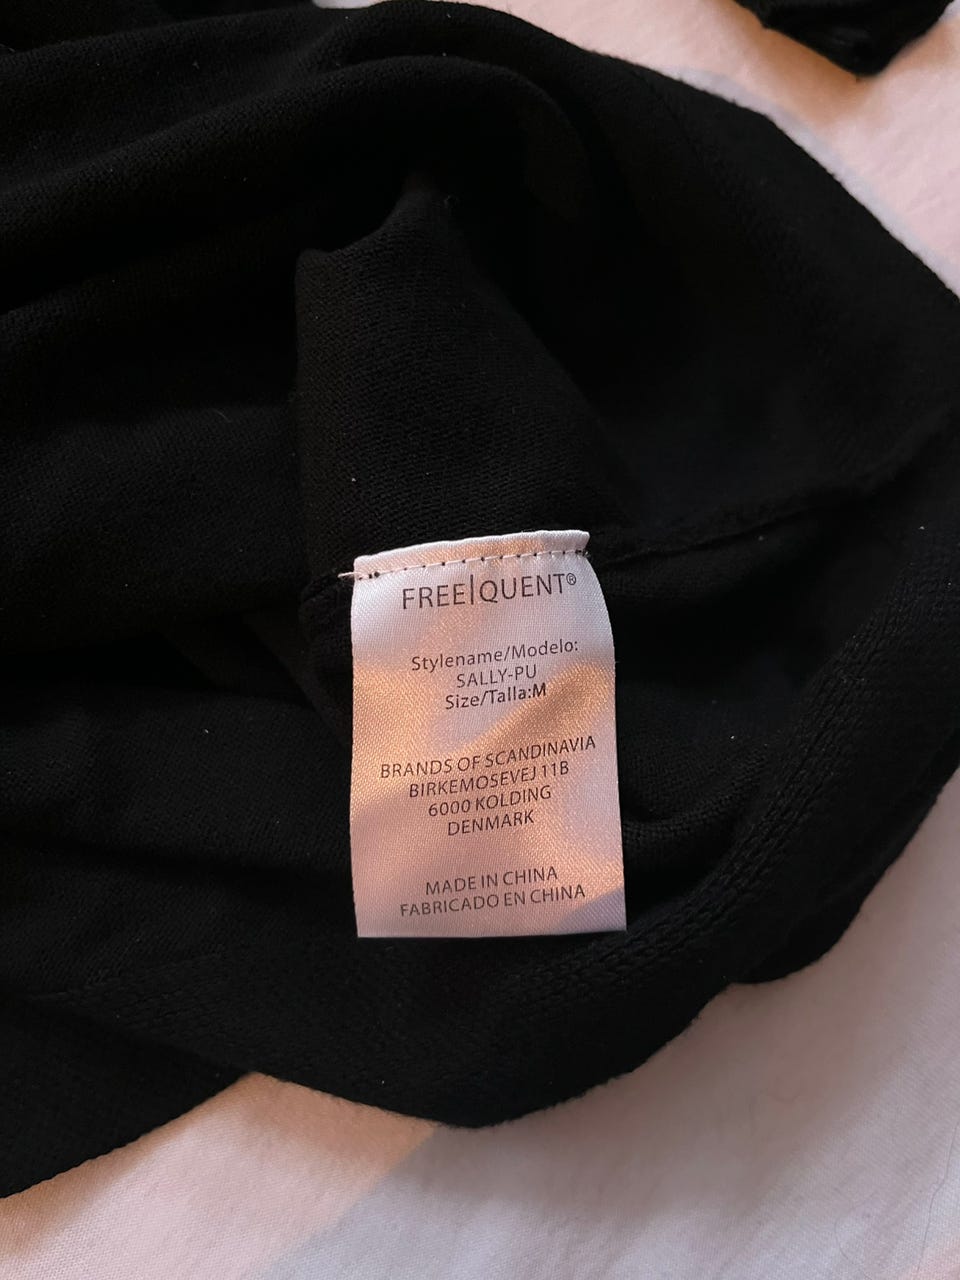 FREE|QUENT®
Stylename/Modelo:
SALLY-PU
Size/Talla:M
BRANDS OF SCANDINAVIA
BIRKEMOSEVEJ 11B
6000 KOLDING
DENMARK
MADE IN CHINA
FABRICADO EN CHINA